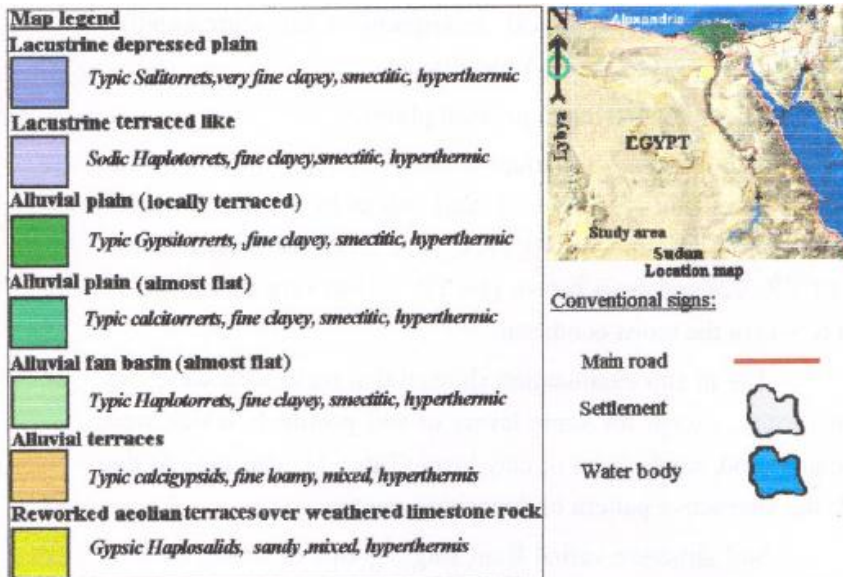 Map legend
Lacustrine depressed plain
Typic Salitorrets,very fine clayey, smectitic, hyperthermic
Lacustrine terraced like
Sodic Haplotorrets, fine clayey,smectitic, hyperthermic
Alluvial plain (locally terraced)
Typic Gypsitorrerts, ,fine clayey, smectitic, hyperthermic
Alluvial plain (almost flat)
Typic calcitorrerts, fine clayey, smectitic, hyperthermic
Alluvial fan basin (almost flat)
Typic Haplotorrets, fine clayey, smectitic, hyperthermic
Alluvial terraces
Typic calcigypsids, fine loamy, mixed, hyperthermis
Reworked aeolian terraces over weathered limestone rock
Gypsic Haplosalids, sandy ,mixed, hyperthermis
Alexandria
N
Lybya
EGYPT
Study area
Sudan
Location map
Conventional signs:
Main road
Settlement
Water body